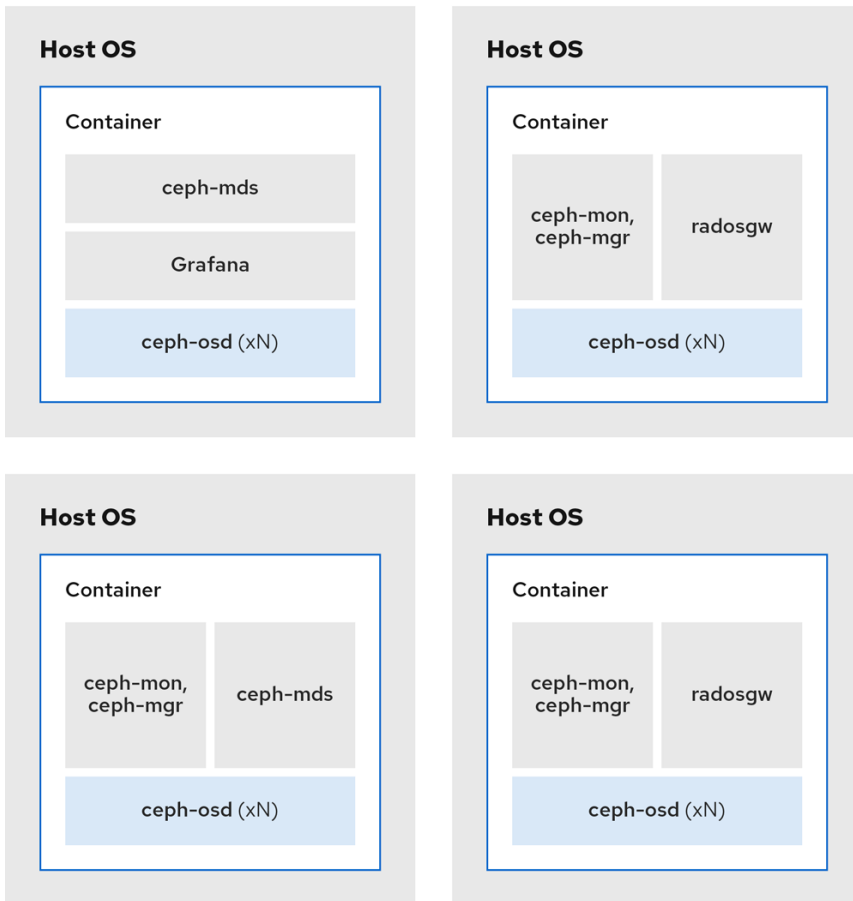 Host OS
Container
ceph-mds
Grafana
ceph-osd (xN)
Host OS
Container
ceph-mon,
ceph-mgr
radosgw
ceph-osd (xN)
Host OS
Container
ceph-mon,
ceph-mgr
ceph-mds
ceph-osd (xN)
Host OS
Container
ceph-mon,
ceph-mgr
radosgw
ceph-osd (xN)